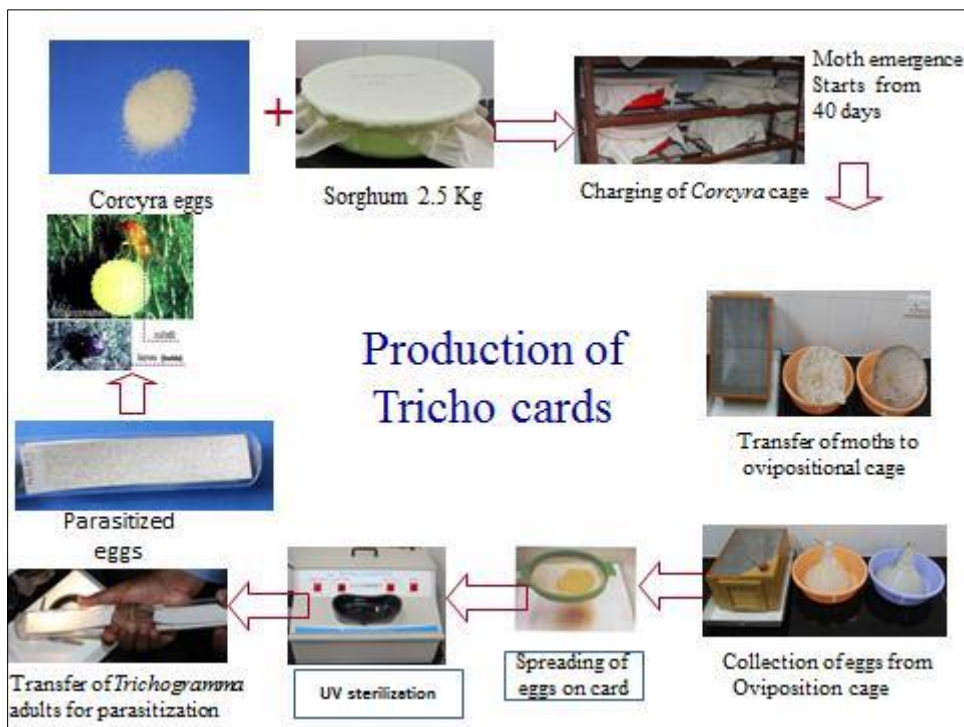 Corcyra eggs
+
Sorghum 2.5 Kg
Charging of Corcyra cage
Moth emergence
Starts from
40 days
Production of
Tricho cards
Transfer of moths to
ovipositional cage
Collection of eggs from
Oviposition cage
Spreading of
eggs on card
UV sterilization
Transfer of Trichogramma
adults for parasitization
Parasitized
eggs